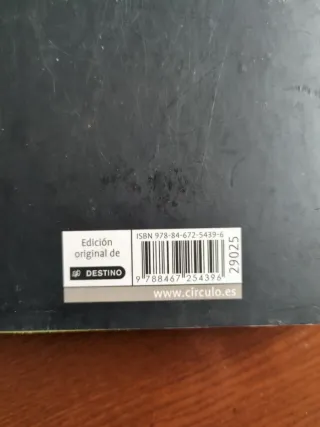 ISBN 978-84-672-5439-6
Edición
original de
DESTINO
9 788467 254396
29025
www.circulo.es